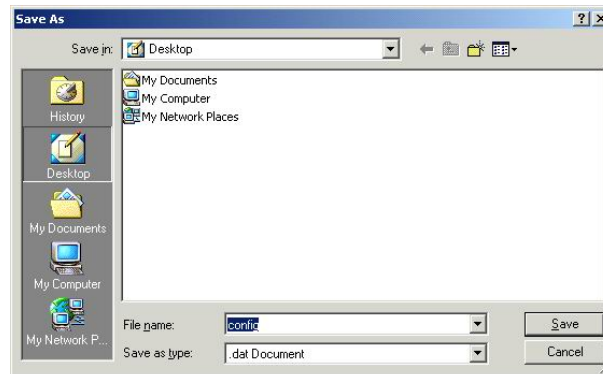 Save As
Save in: Desktop
History
Desktop
My Documents
My Computer
My Network P...
My Documents
My Computer
My Network Places
File name: config
Save
Save as type: .dat Document
Cancel